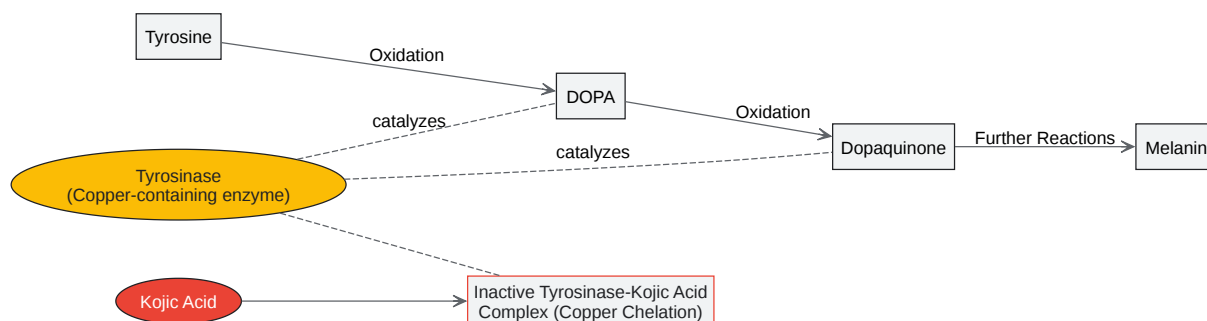 Tyrosine
Oxidation
DOPA
Oxidation
catalyzes
Further Reactions
Dopaquinone
Melanin
catalyzes
Tyrosinase
(Copper-containing enzyme)
Kojic Acid
Inactive Tyrosinase-Kojic Acid
Complex (Copper Chelation)